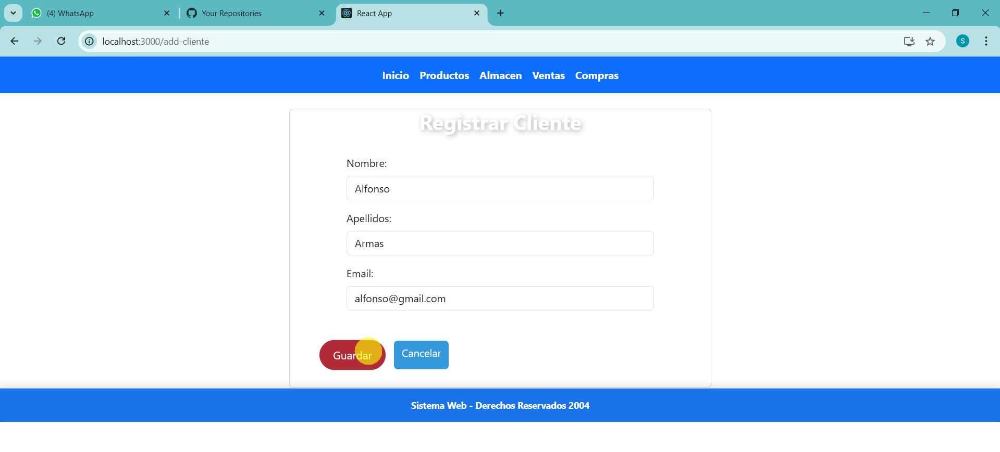 (4) WhatsApp
Your Repositories
React App
localhost:3000/add-cliente
S
Inicio Productos Almacen Ventas Compras
Registrar Cliente
Nombre:
Alfonso
Apellidos:
Armas
Email:
alfonso@gmail.com
Guardar Cancelar
Sistema Web - Derechos Reservados 2004